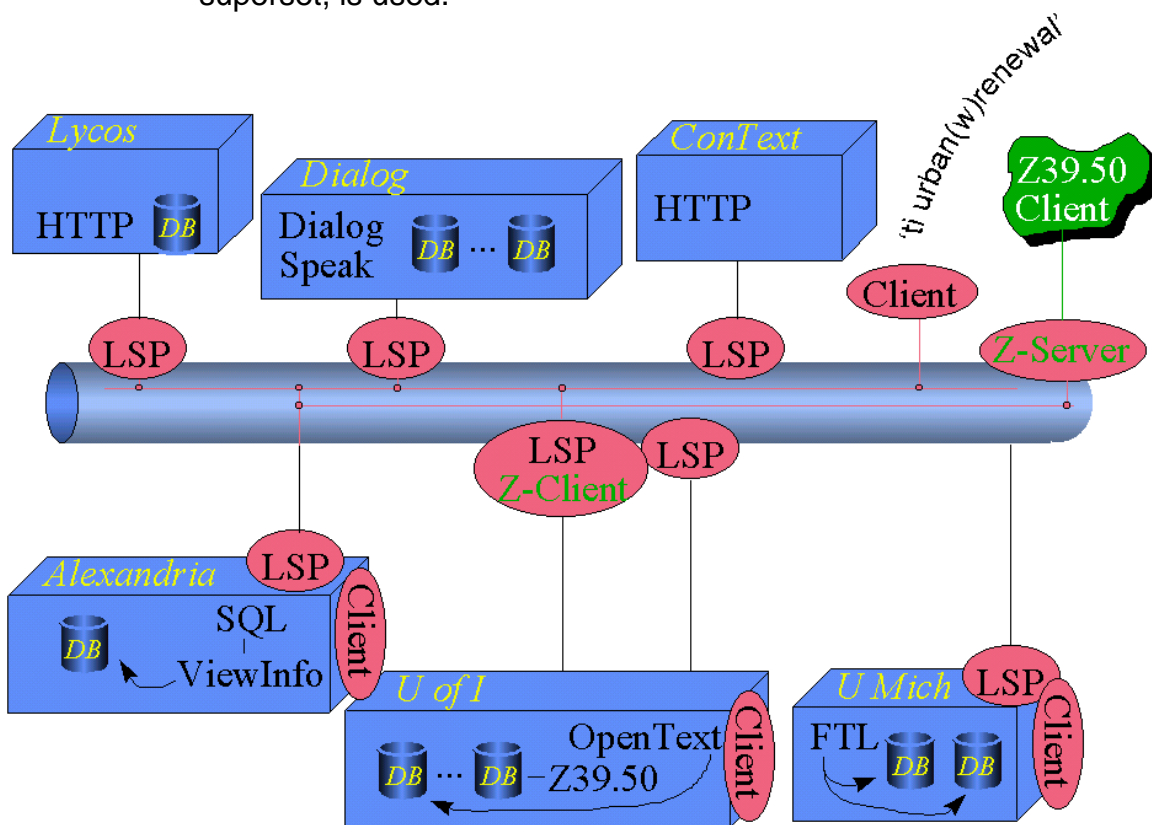 superset, is used.
'ti urban(w)renewal'
Lycos
HTTP DB
Dialog
Dialog
Speak
DB ... DB
ConText
HTTP
Z39.50
Client
Client
LSP
LSP
LSP
Z-Server
LSP
Z-Client
LSP
Alexandria
LSP
Client
SQL
DB
ViewInfo
U of I
OpenText
DB ... DB Z39.50
Client
U Mich
LSP
Client
FTL
DB
DB